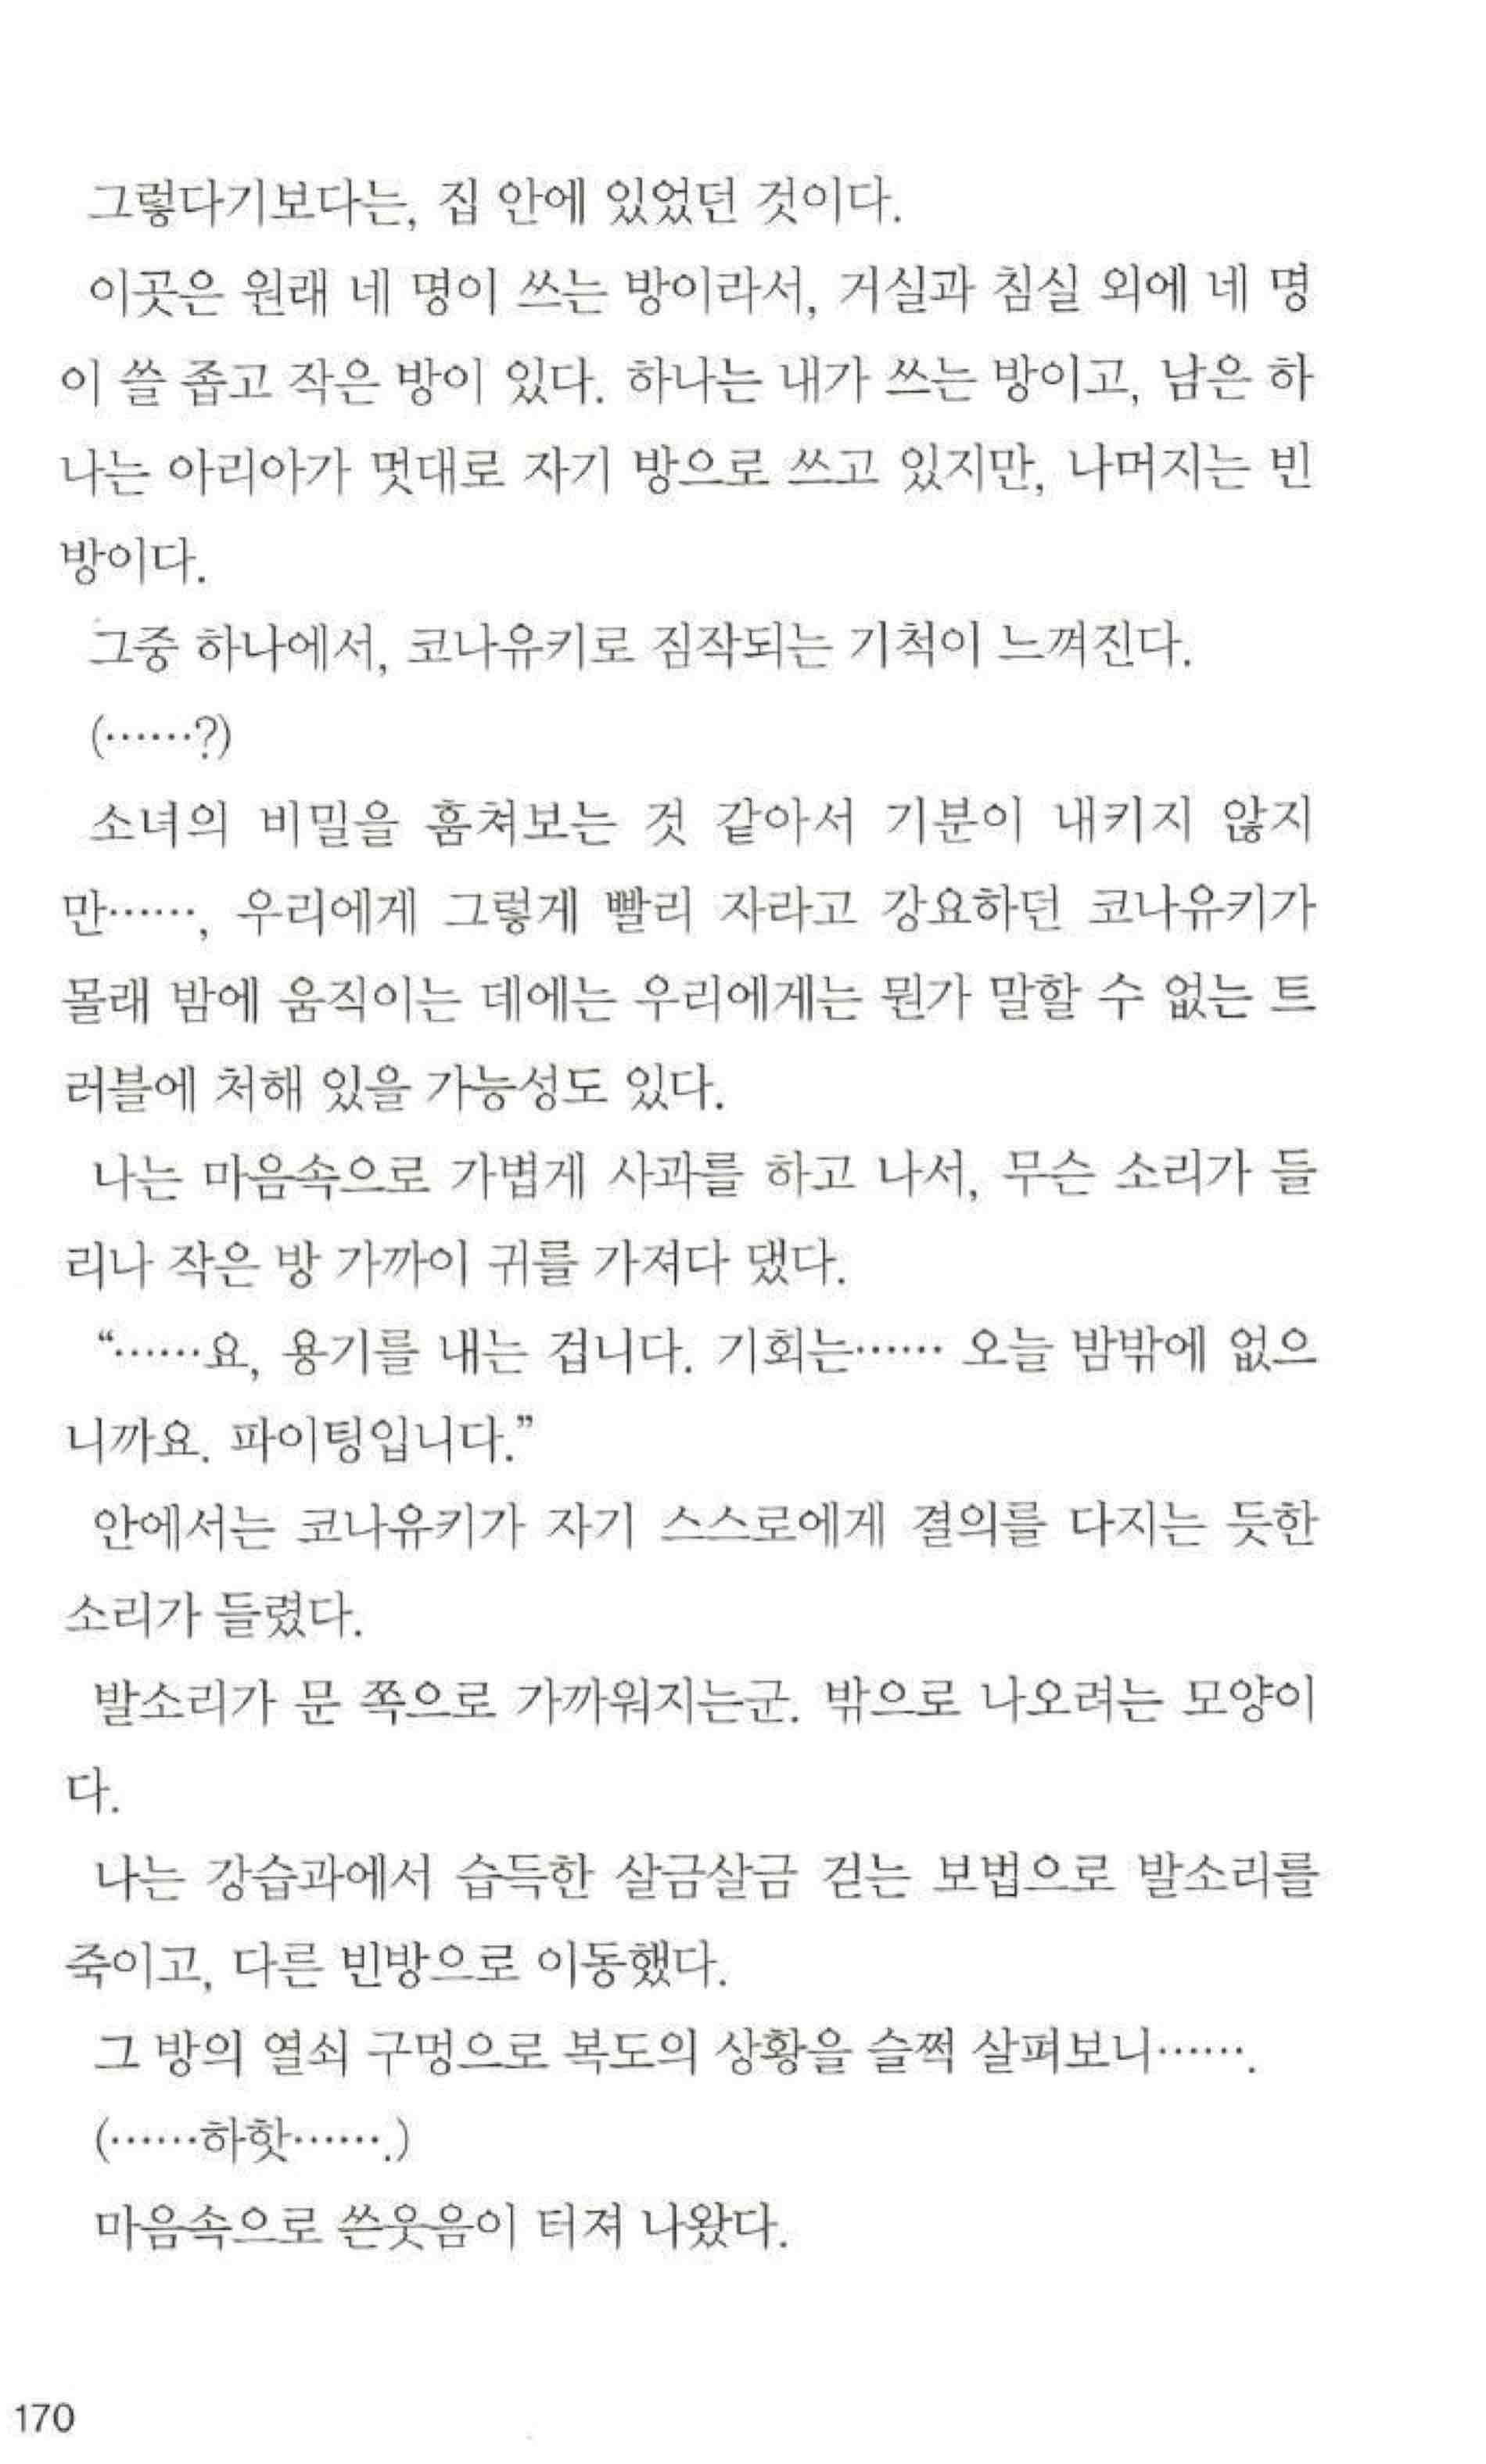 그렇다기보다는, 집 안에 있었던 것이다.
이곳은 원래 네 명이 쓰는 방이라서, 거실과 침실 외에 네 명
이 쓸 좁고 작은 방이 있다. 하나는 내가 쓰는 방이고, 남은 하
나는 아리아가 멋대로 자기 방으로 쓰고 있지만, 나머지는 빈
방이다.
그중 하나에서, 코나유키로 짐작되는 기척이 느껴진다.
(……?)
소녀의 비밀을 훔쳐보는 것 같아서 기분이 내키지 않지
만……, 우리에게 그렇게 빨리 자라고 강요하던 코나유키가
몰래 밤에 움직이는 데에는 우리에게는 뭔가 말할 수 없는 트
러블에 처해 있을 가능성도 있다.
나는 마음속으로 가볍게 사과를 하고 나서, 무슨 소리가 들
리나 작은 방 가까이 귀를 가져다 댔다.
“……요, 용기를 내는 겁니다. 기회는…… 오늘 밤밖에 없으
니까요. 파이팅입니다.”
안에서는 코나유키가 자기 스스로에게 결의를 다지는 듯한
소리가 들렸다.
발소리가 문 쪽으로 가까워지는군. 밖으로 나오려는 모양이
다.
나는 강습과에서 습득한 살금살금 걷는 보법으로 발소리를
죽이고, 다른 빈방으로 이동했다.
그 방의 열쇠 구멍으로 복도의 상황을 슬쩍 살펴보니…….
(……하핫…….)
마음속으로 쓴웃음이 터져 나왔다.
170